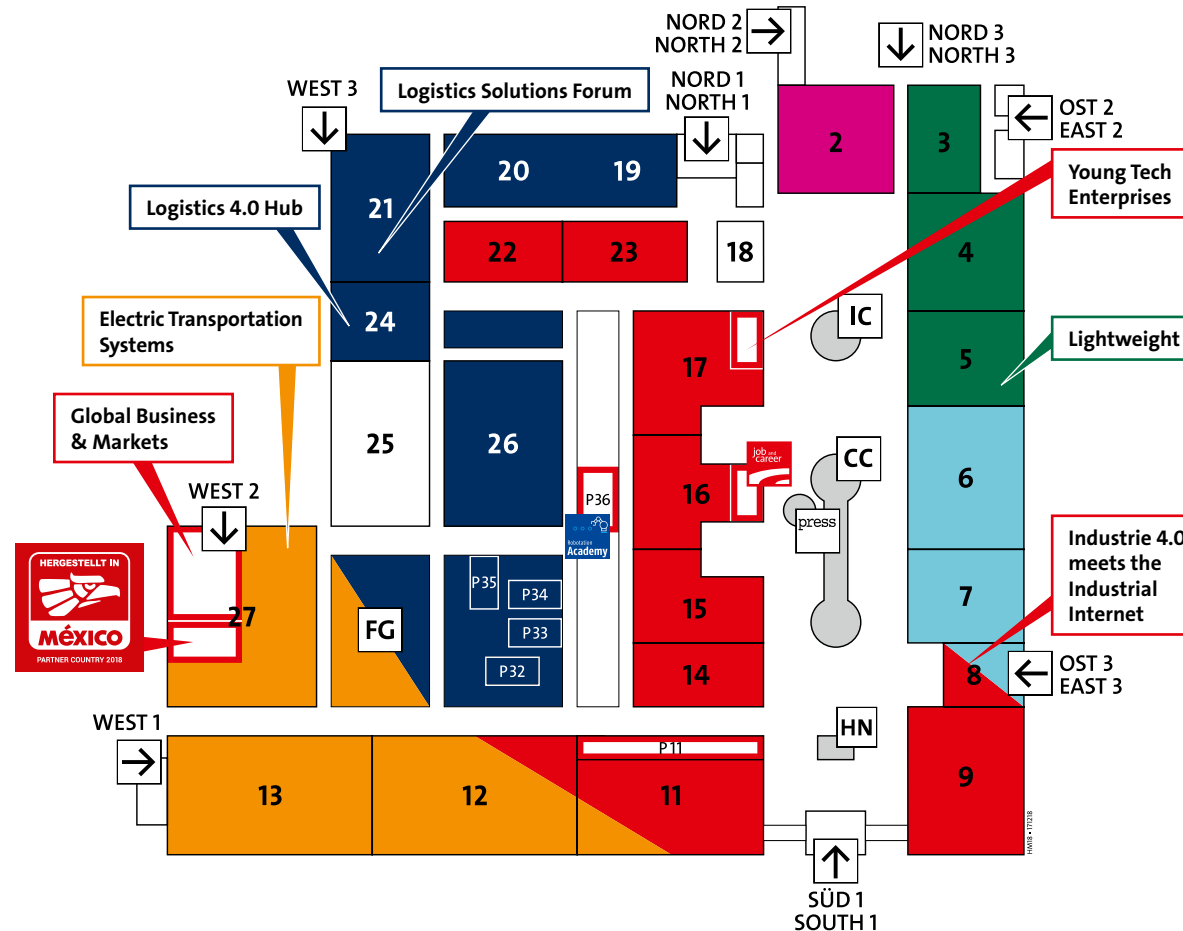 NORD 2
NORTH 2
NORD 3
NORTH 3
WEST 3
Logistics Solutions Forum
NORD 1
NORTH 1
OST 2
EAST 2
2
3
20
19
Young Tech
Enterprises
21
Logistics 4.0 Hub
22
23
18
4
Electric Transportation
Systems
24
IC
Lightweight
17
5
Global Business
& Markets
25
26
job and
career
CC
WEST 2
P36
16
6
press
Robotation
Academy
Industrie 4.0
meets the
Industrial
Internet
HERGESTELLT IN
MéXICO
PARTNER COUNTRY 2018
27
FG
P35
P34
P33
P32
15
7
14
8
OST 3
EAST 3
WEST 1
HN
P11
13
12
11
9
HM18 • 171218
SÜD 1
SOUTH 1